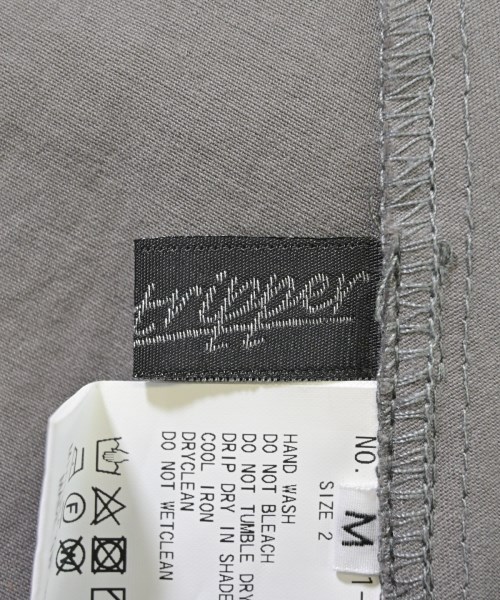 tripper
NO.
SIZE 2
M
HAND WASH
DO NOT BLEACH
DO NOT TUMBLE DRY
DRIP DRY IN SHADE
COOL IRON
DRYCLEAN
DO NOT WETCLEAN
F